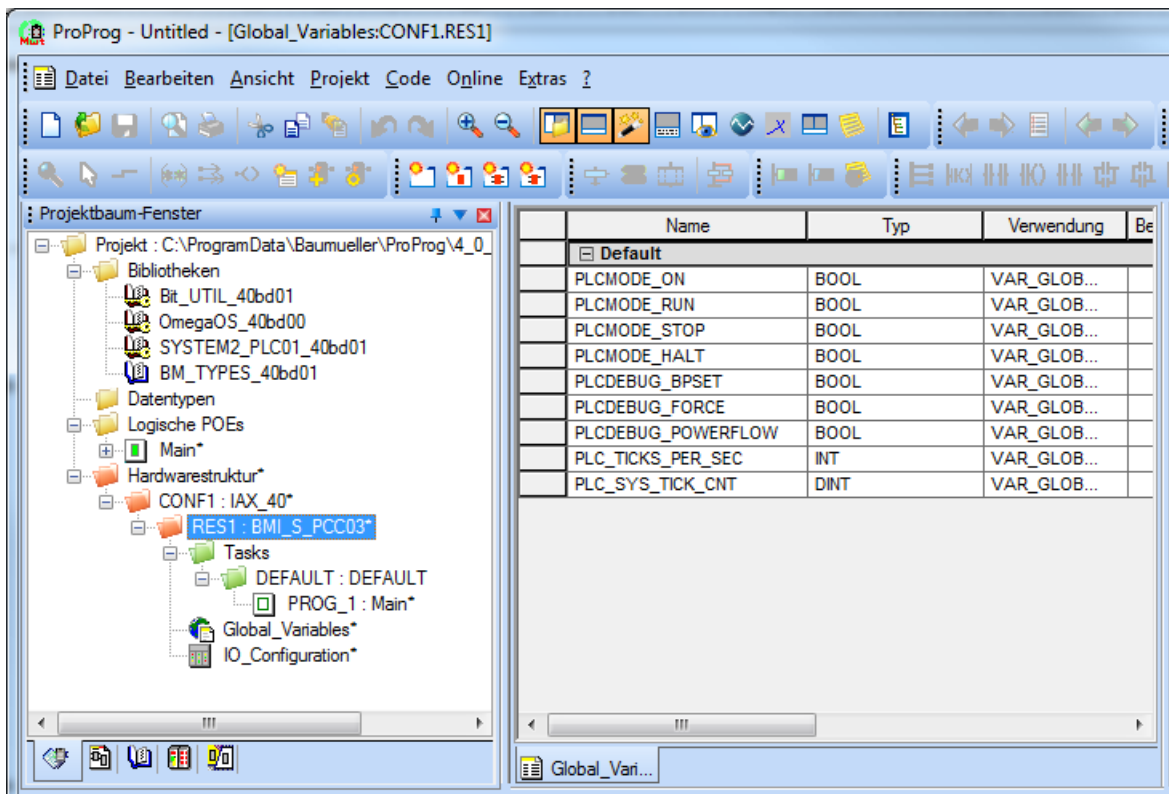 ProProg - Untitled - [Global_Variables:CONF1.RES1]
Datei Bearbeiten Ansicht Projekt Code Online Extras ?
Projektbaum-Fenster
Projekt : C:\ProgramData\Baumueller\ProProg\4_0_
Bibliotheken
Bit_UTIL_40bd01
OmegaOS_40bd00
SYSTEM2_PLC01_40bd01
BM_TYPES_40bd01
Datentypen
Logische POEs
Main*
Hardwarestruktur*
CONF1 : IAX_40*
RES1 : BMI_S_PCC03*
Tasks
DEFAULT : DEFAULT
PROG_1 : Main*
Global_Variables*
IO_Configuration*
Name Typ Verwendung Be
Default
PLCMODE_ON BOOL VAR_GLOB...
PLCMODE_RUN BOOL VAR_GLOB...
PLCMODE_STOP BOOL VAR_GLOB...
PLCMODE_HALT BOOL VAR_GLOB...
PLCDEBUG_BPSET BOOL VAR_GLOB...
PLCDEBUG_FORCE BOOL VAR_GLOB...
PLCDEBUG_POWERFLOW BOOL VAR_GLOB...
PLC_TICKS_PER_SEC INT VAR_GLOB...
PLC_SYS_TICK_CNT DINT VAR_GLOB...
Global_Vari...